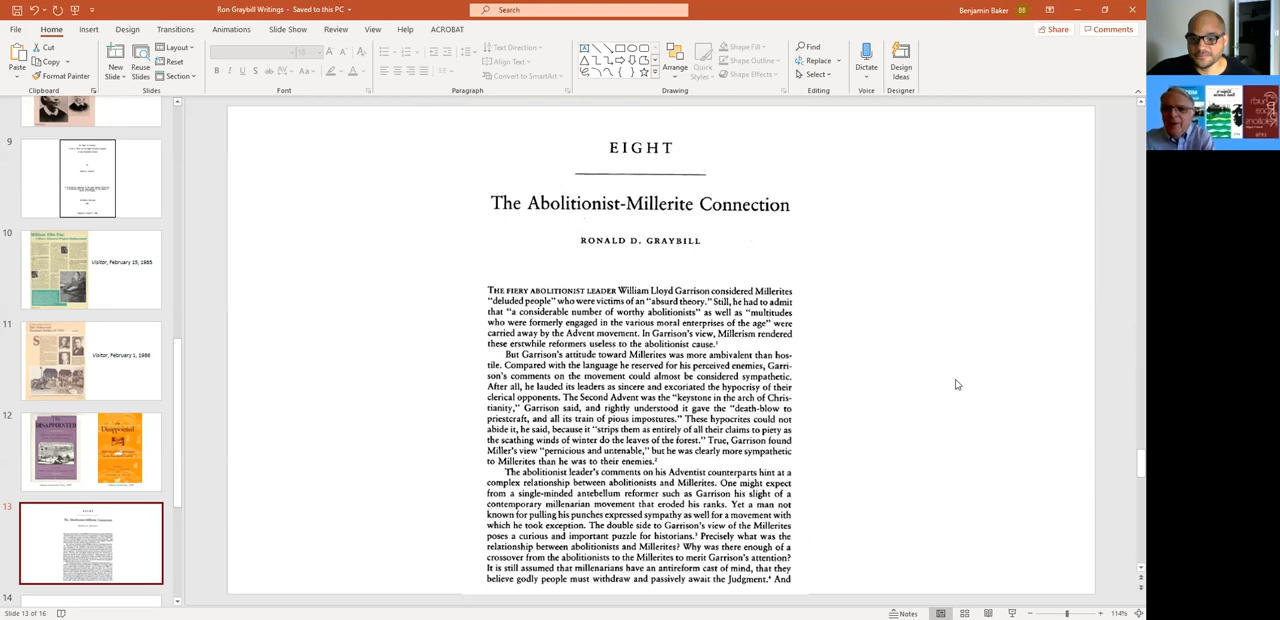 Ron Graybill Writings - Saved to this PC
Search
Benjamin Baker
BB
File
Home
Insert
Design
Transitions
Animations
Slide Show
Review
View
Help
ACROBAT
Share
Comments
Paste
Cut
Copy
Format Painter
Clipboard
New
Slide
Reuse
Slides
Layout
Reset
Section
Slides
18
Font
Text Direction
Align Text
Convert to SmartArt
Paragraph
Arrange
Quick
Styles
Shape Fill
Shape Outline
Shape Effects
Drawing
Find
Replace
Select
Editing
Dictate
Voice
Design
Ideas
Designer
9
10
Visitor, February 15, 1985
11
Visitor, February 1, 1986
12
DISAPPOINTED
Disappointed
13
14
EIGHT
The Abolitionist-Millerite Connection
RONALD D. GRAYBILL
THE FIERY ABOLITIONIST LEADER William Lloyd Garrison considered Millerites
"deluded people" who were victims of an "absurd theory." Still, he had to admit
that "a considerable number of worthy abolitionists" as well as "multitudes
who were formerly engaged in the various moral enterprises of the age" were
carried away by the Advent movement. In Garrison's view, Millerism rendered
these erstwhile reformers useless to the abolitionist cause.1
But Garrison's attitude toward Millerites was more ambivalent than hos-
tile. Compared with the language he reserved for his perceived enemies, Garri-
son's comments on the movement could almost be considered sympathetic.
After all, he lauded its leaders as sincere and excoriated the hypocrisy of their
clerical opponents. The Second Advent was the "keystone in the arch of Chris-
tianity," Garrison said, and rightly understood it gave the "death-blow to
priestcraft, and all its train of pious impostures." These hypocrites could not
abide it, he said, because it "strips them as entirely of all their claims to piety as
the scathing winds of winter do the leaves of the forest." True, Garrison found
Miller's view "pernicious and untenable," but he was clearly more sympathetic
to Millerites than he was to their enemies.2
The abolitionist leader's comments on his Adventist counterparts hint at a
complex relationship between abolitionists and Millerites. One might expect
from a single-minded antebellum reformer such as Garrison his slight of a
contemporary millenarian movement that eroded his ranks. Yet a man not
known for pulling his punches expressed sympathy as well for a movement with
which he took exception. The double side to Garrison's view of the Millerites
poses a curious and important puzzle for historians.3 Precisely what was the
relationship between abolitionists and Millerites? Why was there enough of a
crossover from the abolitionists to the Millerites to merit Garrison's attention?
It is still assumed that millenarians have an antireform cast of mind, that they
believe godly people must withdraw and passively await the Judgment.4 And
Slide 13 of 16
Notes
114%